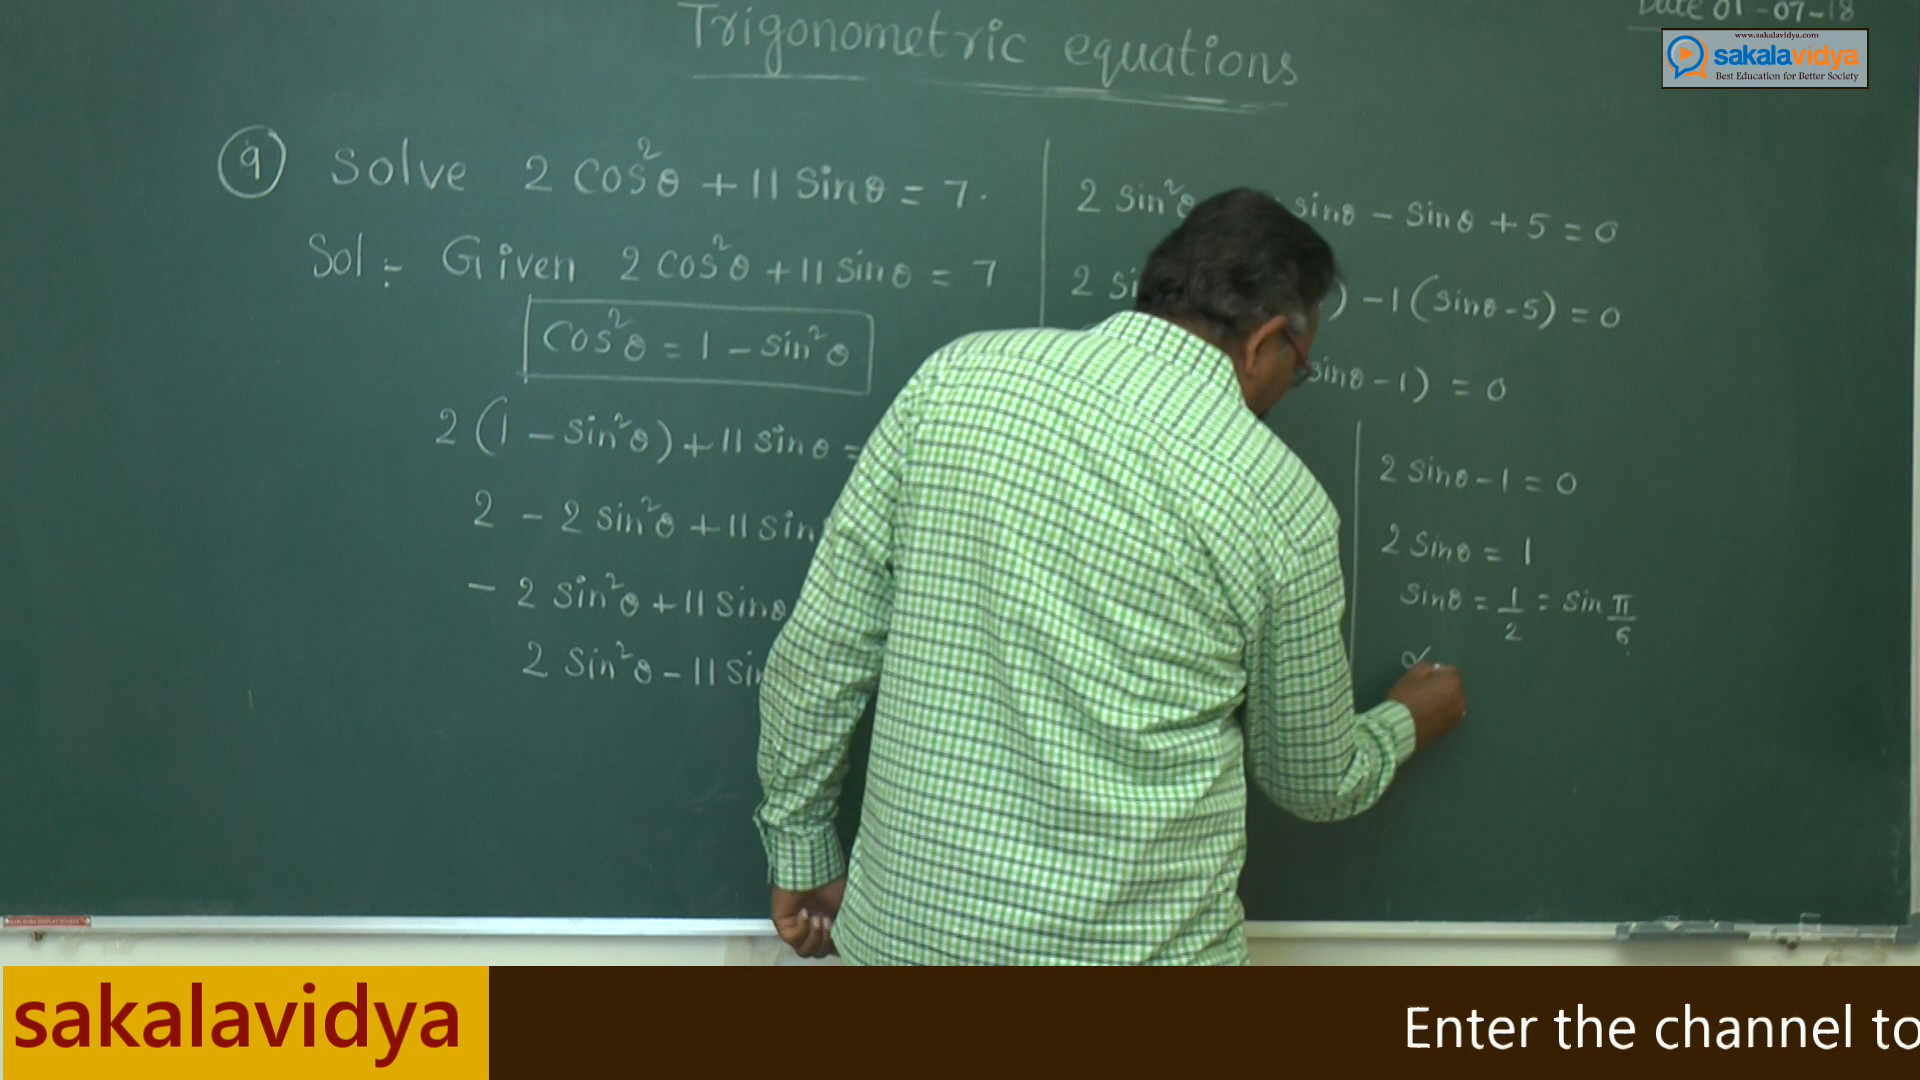 Trigonometric equations
Date 01-07-18
www.sakalavidya.com
sakalavidya
Best Education for Better Society
9 Solve 2 cos²θ + 11 sinθ = 7.
Sol: Given 2 cos²θ + 11 sinθ = 7
cos²θ = 1 - sin²θ
2 (1 - sin²θ) + 11 sinθ =
2 - 2 sin²θ + 11 sin
- 2 sin²θ + 11 sinθ
2 sin²θ - 11 sin
2 sin²θ sinθ - sinθ + 5 = 0
2 si ) - 1 (sinθ - 5) = 0
sinθ - 1) = 0
2 sinθ - 1 = 0
2 sinθ = 1
sinθ = 1/2 = sin π/6
α
sakalavidya
Enter the channel to